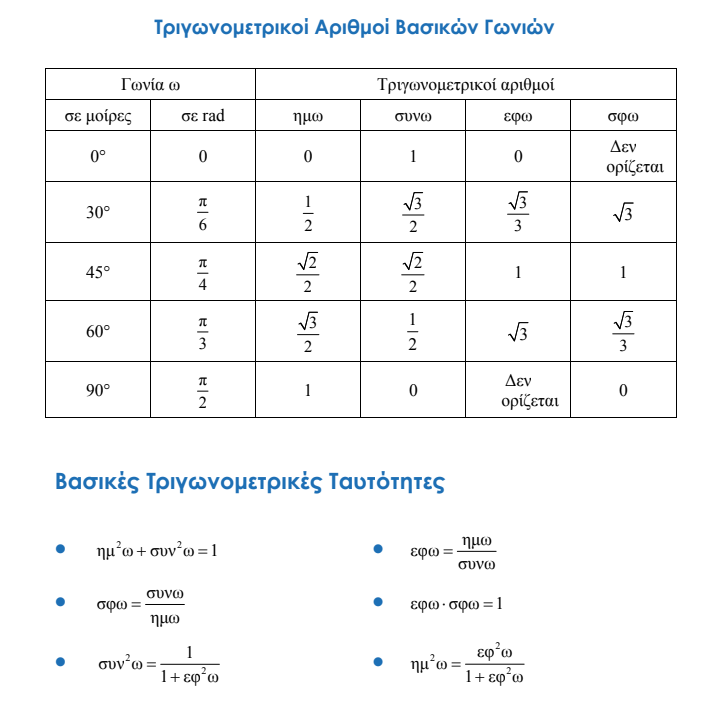 Τριγωνομετρικοί Αριθμοί Βασικών Γωνιών
Γωνία ω Τριγωνομετρικοί αριθμοί
σε μοίρες σε rad ημω συνω εφω σφω
0° 0 0 1 0 Δεν ορίζεται
30° π/6 1/2 √3/2 √3/3 √3
45° π/4 √2/2 √2/2 1 1
60° π/3 √3/2 1/2 √3 √3/3
90° π/2 1 0 Δεν ορίζεται 0
Βασικές Τριγωνομετρικές Ταυτότητες
• ημ²ω + συν²ω = 1 • εφω = ημω/συνω
• σφω = συνω/ημω • εφω · σφω = 1
• συν²ω = 1/(1 + εφ²ω) • ημ²ω = εφ²ω/(1 + εφ²ω)